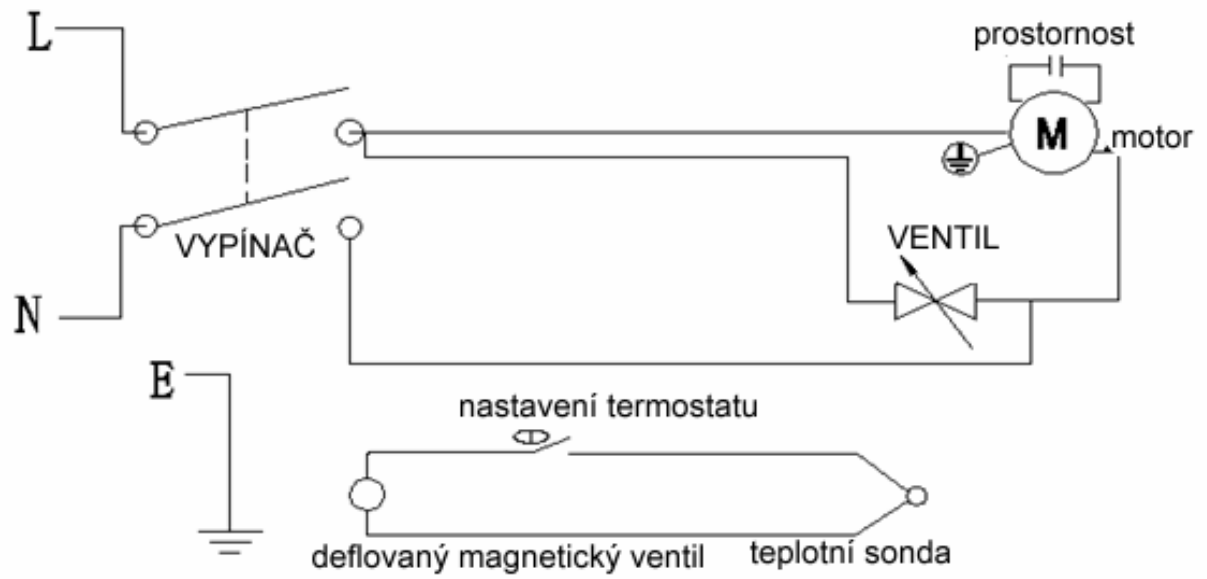 L
prostornost
M
motor
VYPÍNAČ
VENTIL
N
E
nastavení termostatu
deflovaný magnetický ventil
teplotní sonda